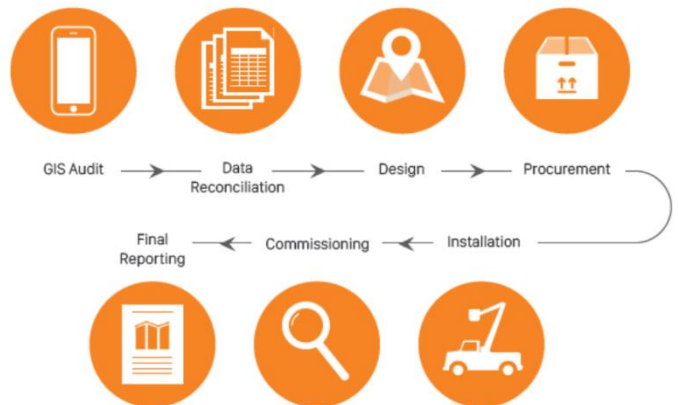 GIS Audit
Data
Reconciliation
Design
Procurement
Installation
Commissioning
Final
Reporting